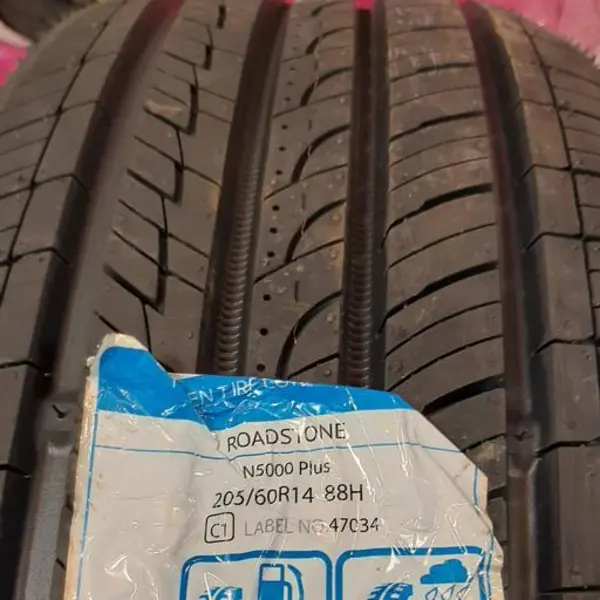 ROADSTONE
N5000 Plus
205/60R14 88H
C1 LABEL NO.47034